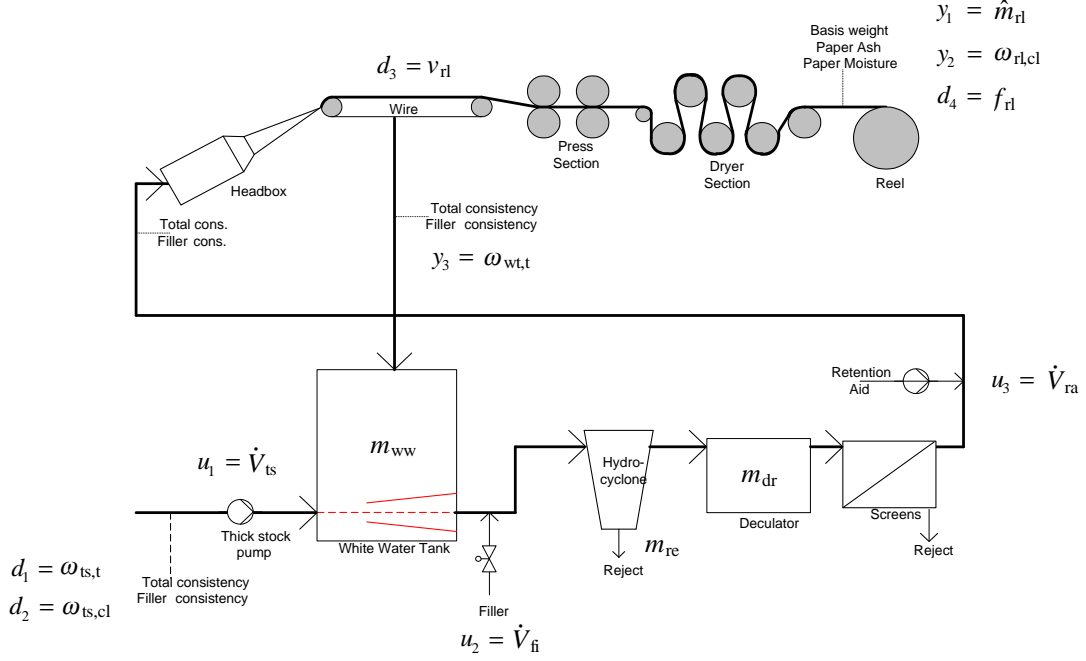 y₁ = m̂rl
Basis weight
Paper Ash
Paper Moisture
y₂ = ωrl,cl
d₃ = vrl
d₄ = frl
Wire
Press
Section
Dryer
Section
Reel
Headbox
Total cons.
Filler cons.
Total consistency
Filler consistency
y₃ = ωwt,t
Retention
Aid
u₃ = V̇ra
mww
u₁ = V̇ts
Hydro-
cyclone
mdr
Thick stock
pump
White Water Tank
Deculator
Screens
mre
Reject
Reject
d₁ = ωts,t
Total consistency
Filler consistency
d₂ = ωts,cl
Filler
u₂ = V̇fi